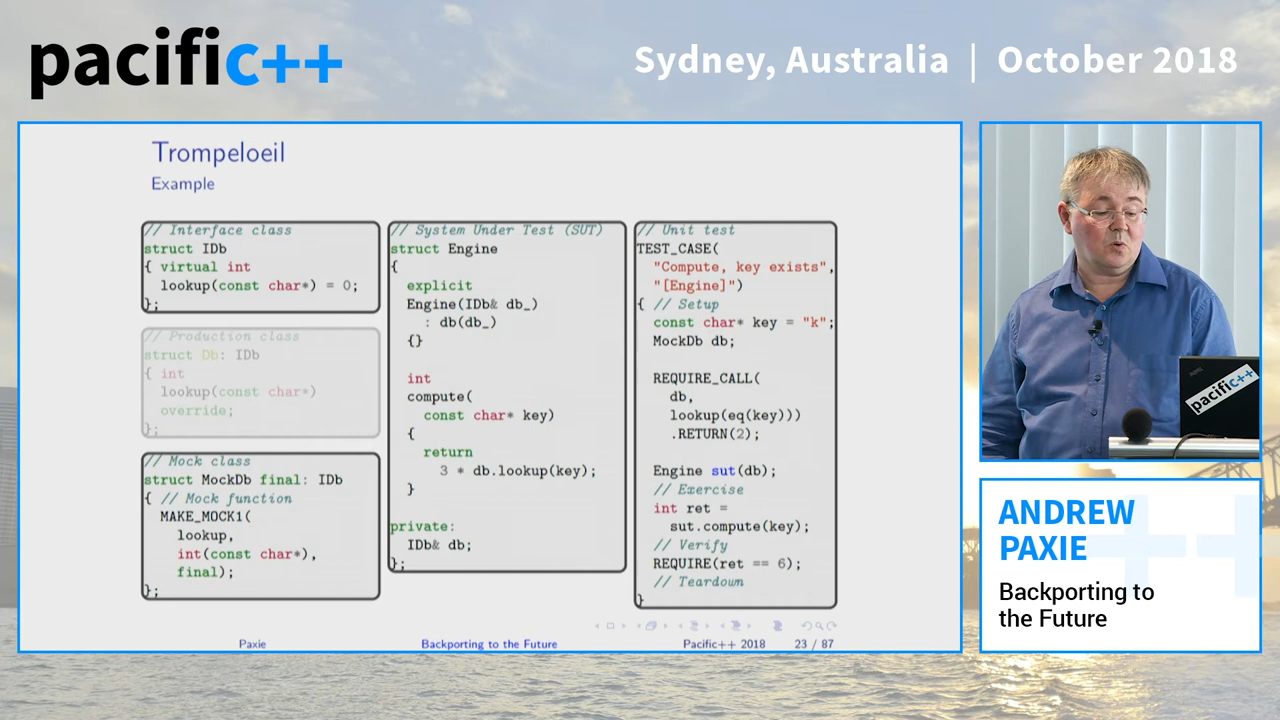 pacific++
Sydney, Australia | October 2018
Trompeloeil
Example
// Interface class
struct IDb
{ virtual int
lookup(const char*) = 0;
};
// Production class
struct Db: IDb
{ int
lookup(const char*)
override;
};
// Mock class
struct MockDb final: IDb
{ // Mock function
MAKE_MOCK1(
lookup,
int(const char*),
final);
};
// System Under Test (SUT)
struct Engine
{
explicit
Engine(IDb& db_)
: db(db_)
{}
int
compute(
const char* key)
{
return
3 * db.lookup(key);
}
private:
IDb& db;
};
// Unit test
TEST_CASE(
"Compute, key exists",
"[Engine]")
{ // Setup
const char* key = "k";
MockDb db;
REQUIRE_CALL(
db,
lookup(eq(key)))
.RETURN(2);
Engine sut(db);
// Exercise
int ret =
sut.compute(key);
// Verify
REQUIRE(ret == 6);
// Teardown
}
Paxie
Backporting to the Future
Pacific++ 2018
23 / 87
pacific++
ANDREW
PAXIE
Backporting to
the Future